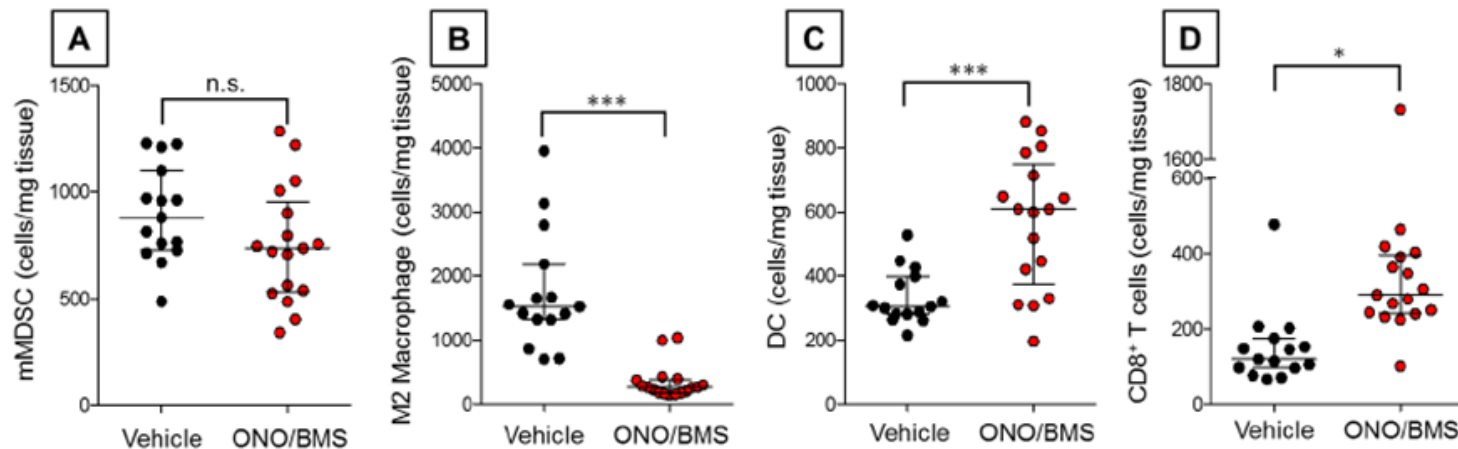 A
n.s.
mMDSC (cells/mg tissue)
1500
1000
500
0
Vehicle
ONO/BMS
B
***
M2 Macrophage (cells/mg tissue)
5000
4000
3000
2000
1000
0
Vehicle
ONO/BMS
C
***
DC (cells/mg tissue)
1000
800
600
400
200
0
Vehicle
ONO/BMS
D
*
CD8⁺ T cells (cells/mg tissue)
1800
1600
600
400
200
0
Vehicle
ONO/BMS